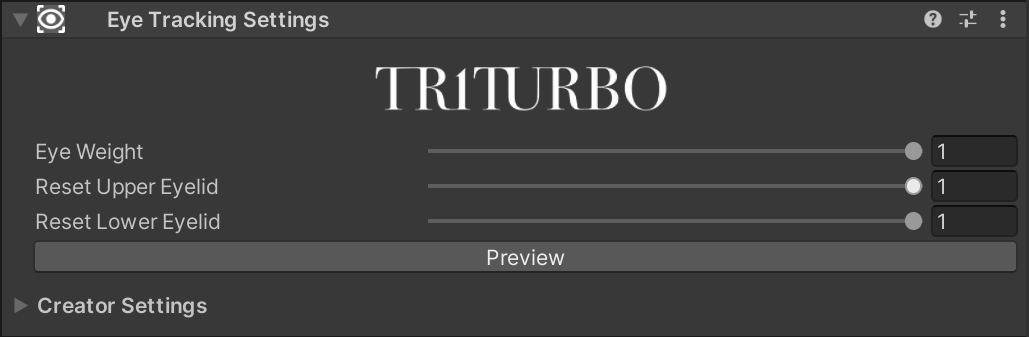 Eye Tracking Settings
TR1TURBO
Eye Weight 1
Reset Upper Eyelid 1
Reset Lower Eyelid 1
Preview
Creator Settings